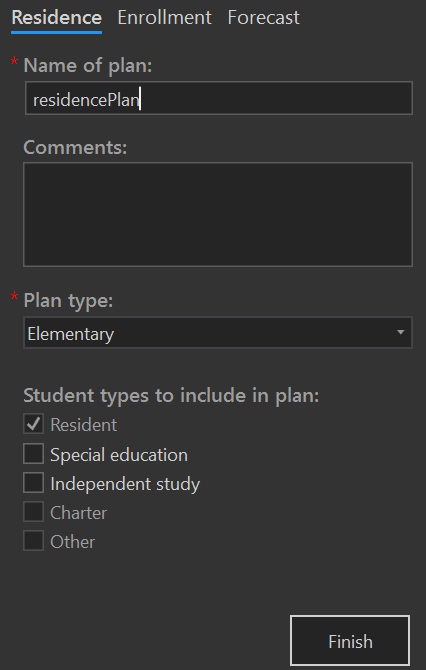 Residence Enrollment Forecast
* Name of plan:
residencePlan
Comments:
* Plan type:
Elementary
Student types to include in plan:
Resident
Special education
Independent study
Charter
Other
Finish